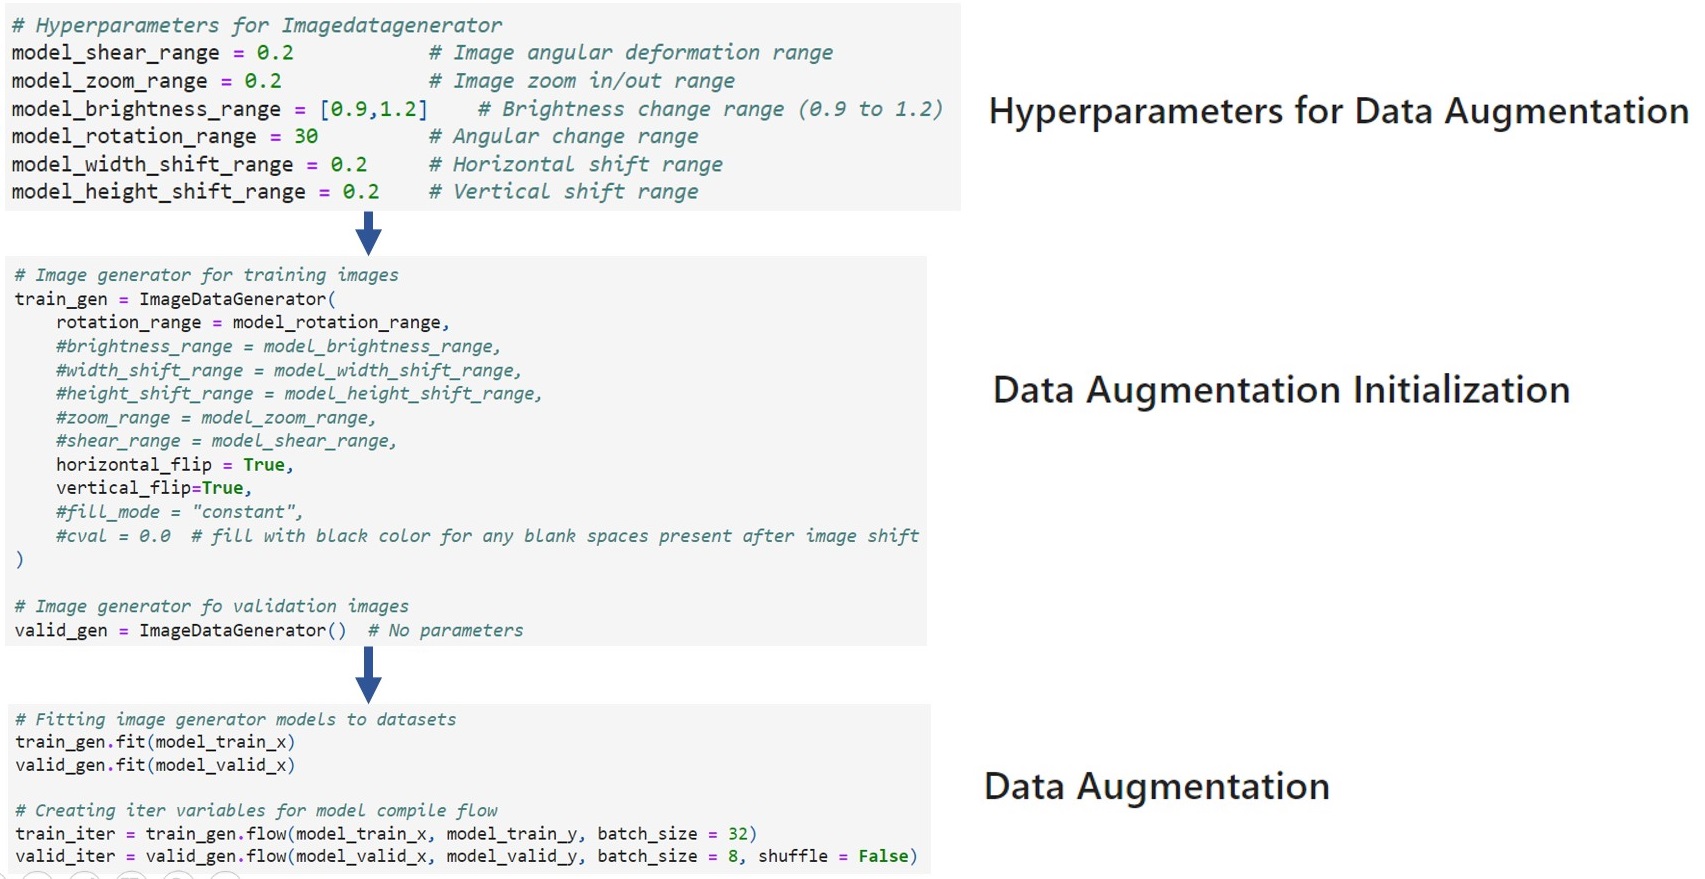 # Hyperparameters for Imagedatagenerator
model_shear_range = 0.2 # Image angular deformation range
model_zoom_range = 0.2 # Image zoom in/out range
model_brightness_range = [0.9,1.2] # Brightness change range (0.9 to 1.2)
model_rotation_range = 30 # Angular change range
model_width_shift_range = 0.2 # Horizontal shift range
model_height_shift_range = 0.2 # Vertical shift range
Hyperparameters for Data Augmentation
# Image generator for training images
train_gen = ImageDataGenerator(
rotation_range = model_rotation_range,
#brightness_range = model_brightness_range,
#width_shift_range = model_width_shift_range,
#height_shift_range = model_height_shift_range,
#zoom_range = model_zoom_range,
#shear_range = model_shear_range,
horizontal_flip = True,
vertical_flip=True,
#fill_mode = "constant",
#cval = 0.0 # fill with black color for any blank spaces present after image shift
)
# Image generator fo validation images
valid_gen = ImageDataGenerator() # No parameters
Data Augmentation Initialization
# Fitting image generator models to datasets
train_gen.fit(model_train_x)
valid_gen.fit(model_valid_x)
# Creating iter variables for model compile flow
train_iter = train_gen.flow(model_train_x, model_train_y, batch_size = 32)
valid_iter = valid_gen.flow(model_valid_x, model_valid_y, batch_size = 8, shuffle = False)
Data Augmentation